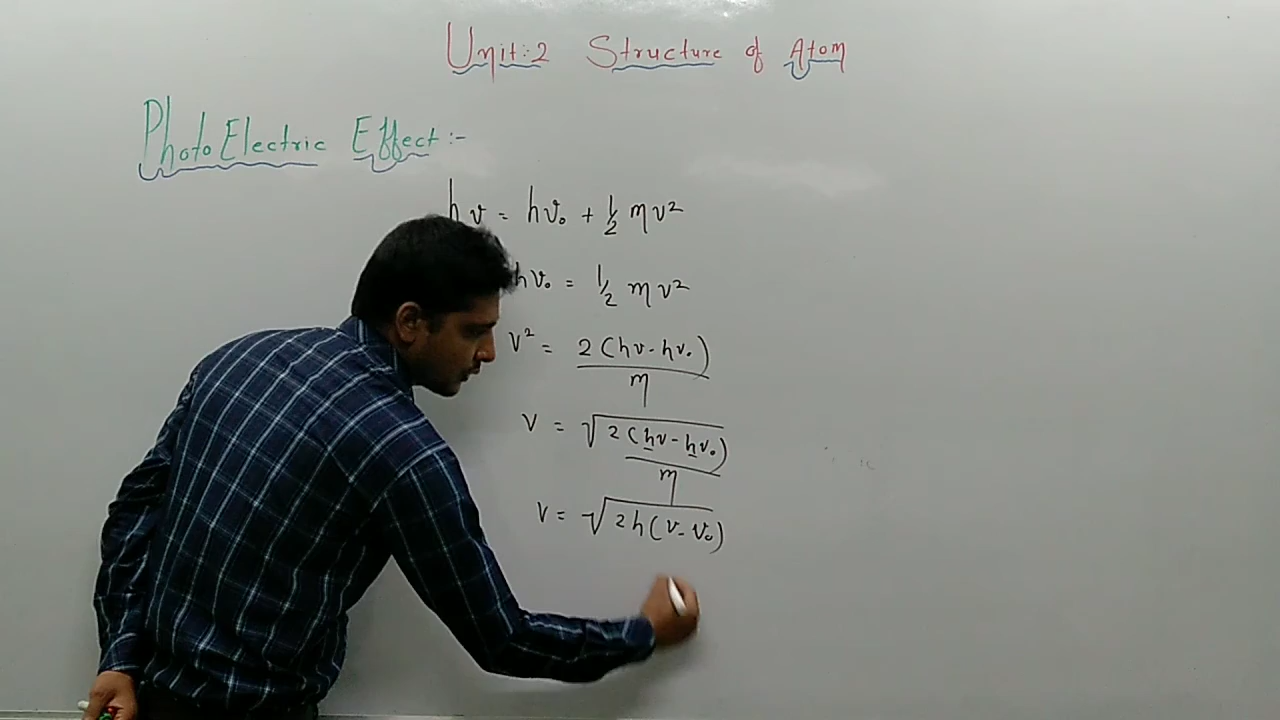 Unit:2 Structure of Atom
Photo Electric Effect:-
hν = hν₀ + 1/2 mv²
hν₀ = 1/2 mv²
v² = 2(hν - hν₀)/m
v = √(2(hν - hν₀)/m)
v = √2h(ν - ν₀)